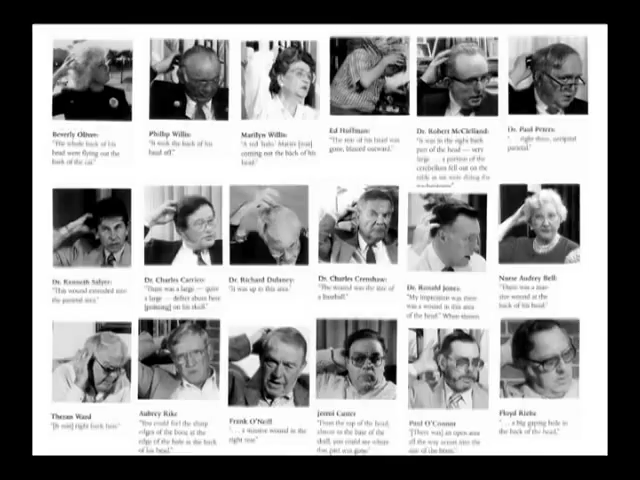 Beverly Oliver:
"The whole back of his
head went flying out the
back of the car."
Phillip Willis:
"It took the back of his
head off."
Marilyn Willis:
"A red 'halo' matter
coming out the back of his
head."
Ed Hoffman:
"The rear of his head was
gone, blasted outward."
Dr. Robert McClelland:
"It was in the right back
part of the head — very
large . . . a portion of the
cerebellum fell out on the
table as we were doing the
tracheostomy."
Dr. Paul Peters:
". . . right there, occipital
parietal."
Dr. Kenneth Salyer:
"This wound extended into
the parietal area."
Dr. Charles Carrico:
"There was a large — quite
a large — defect about here
[pointing] on his skull."
Dr. Richard Dulaney:
"It was up in this area."
Dr. Charles Crenshaw:
"The wound was the size of
a baseball."
Dr. Ronald Jones:
"My impression was there
was a wound in this area
of the head." When shown
Nurse Audrey Bell:
"There was a mas-
sive wound at the
back of his head."
Theran Ward
"[It was] right back here."
Aubrey Rike
"You could feel the sharp
edges of the bone at the
edge of the hole in the back
of his head."
Frank O'Neill
". . . a massive wound in the
right rear."
Jerrol Custer
"From the top of the head,
almost to the base of the
skull, you could see where
that part was gone."
Paul O'Connor
"[There was] an open area
all the way across into the
rear of the brain."
Floyd Riebe
". . . a big gaping hole in
the back of the head."